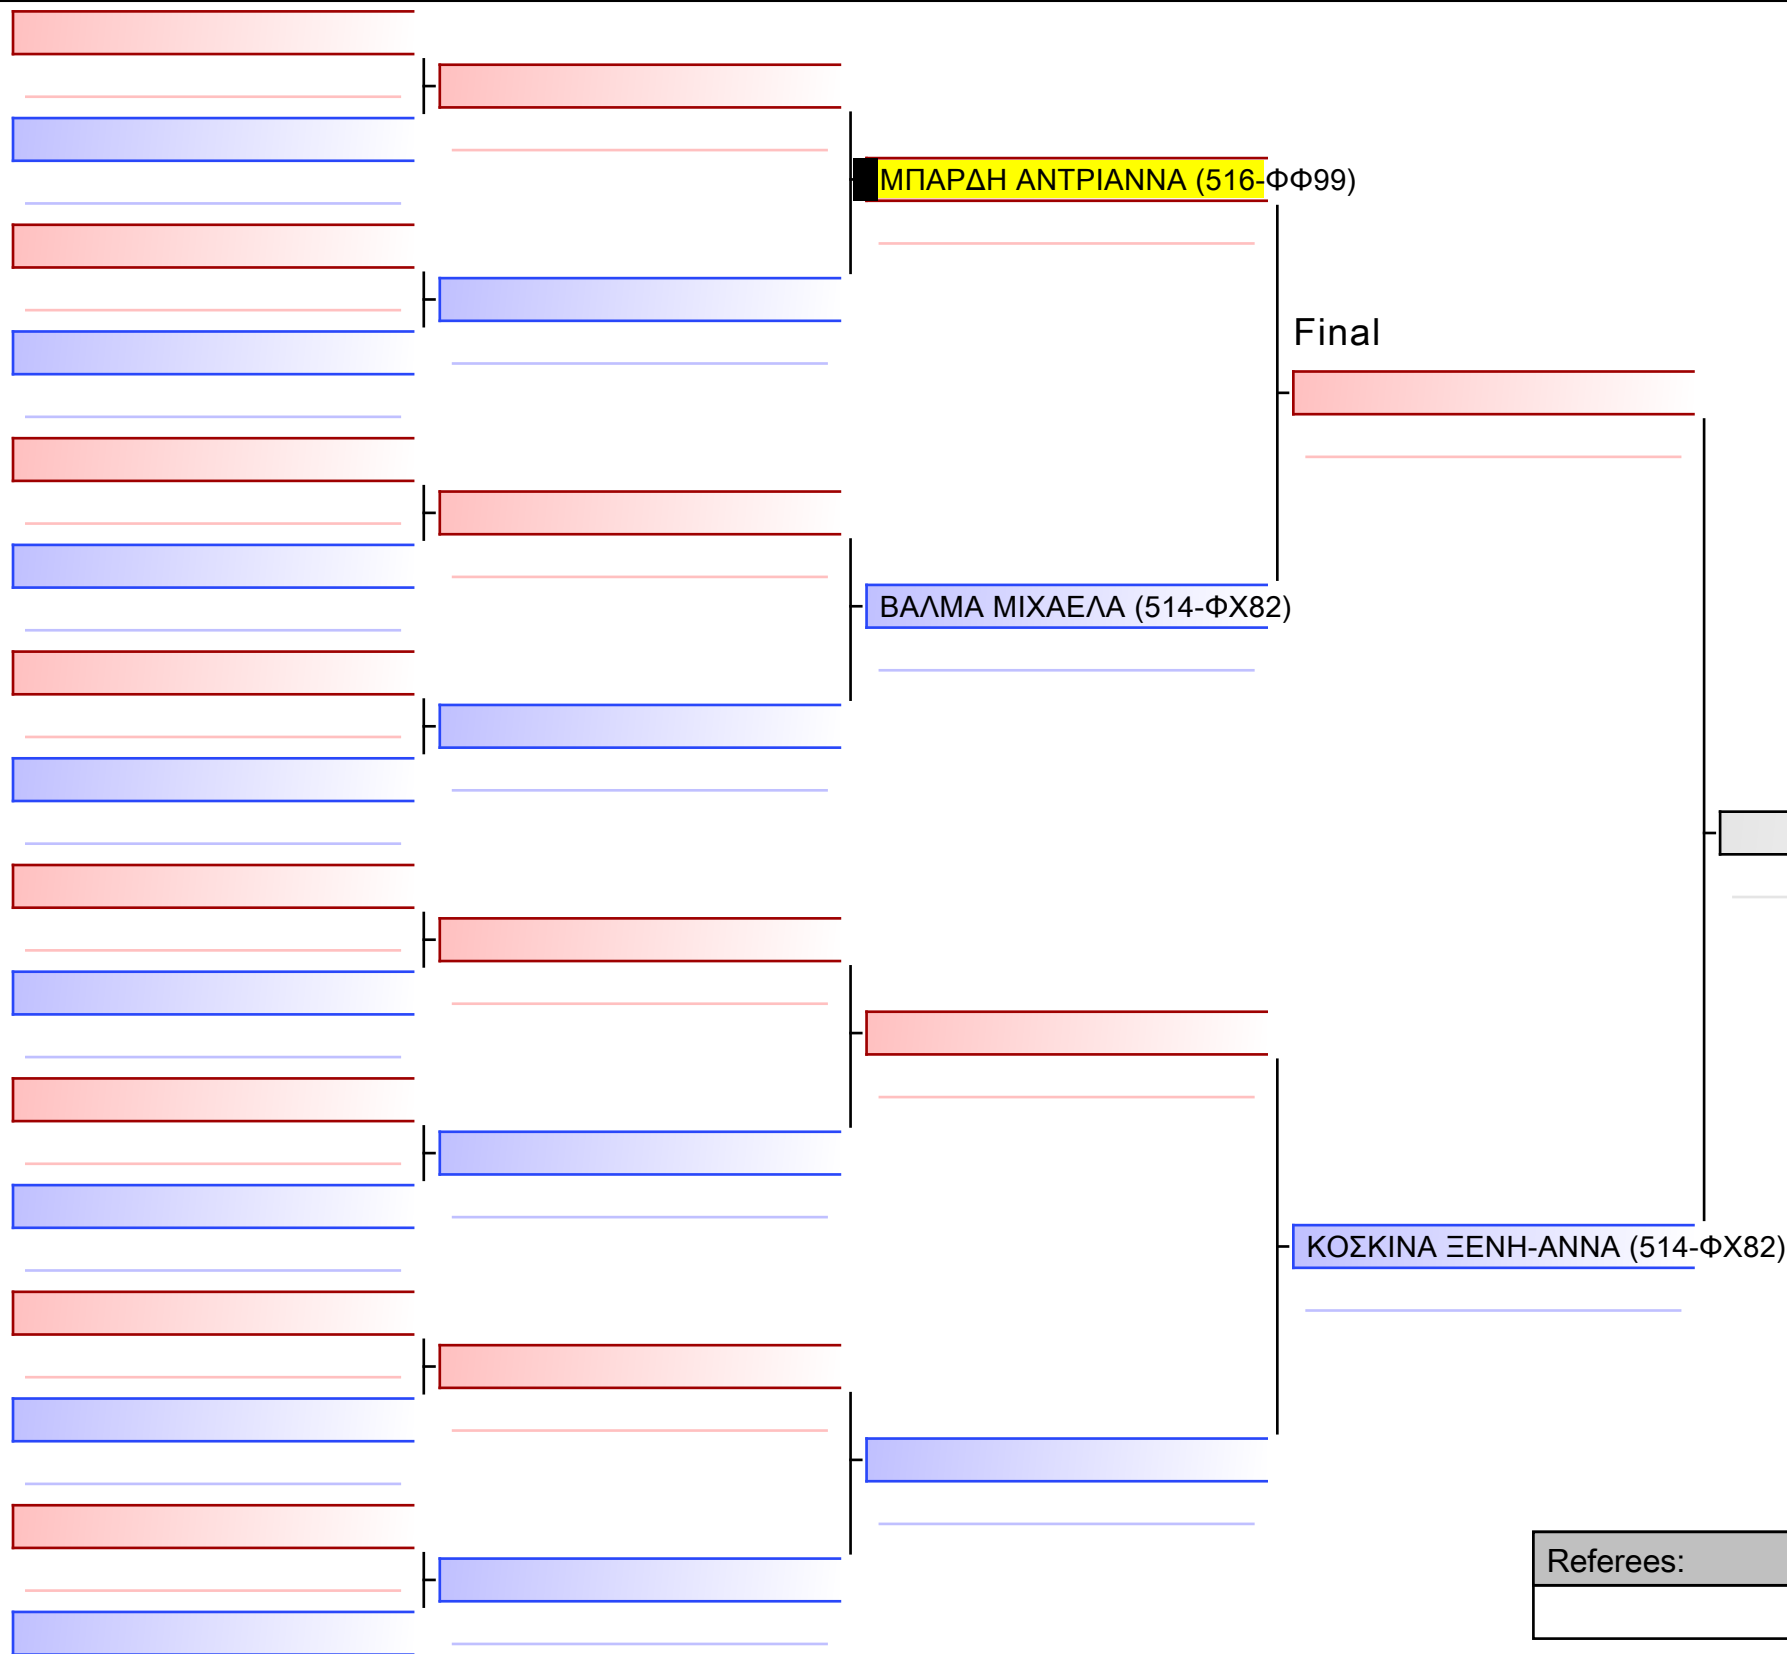 ΜΠΑΡΔΗ ΑΝΤΡΙΑΝΝΑ (516-ΦΦ99)
Final
ΒΑΛΜΑ ΜΙΧΑΕΛΑ (514-ΦΧ82)
ΚΟΣΚΙΝΑ ΞΕΝΗ-ΑΝΝΑ (514-ΦΧ82)
Referees: